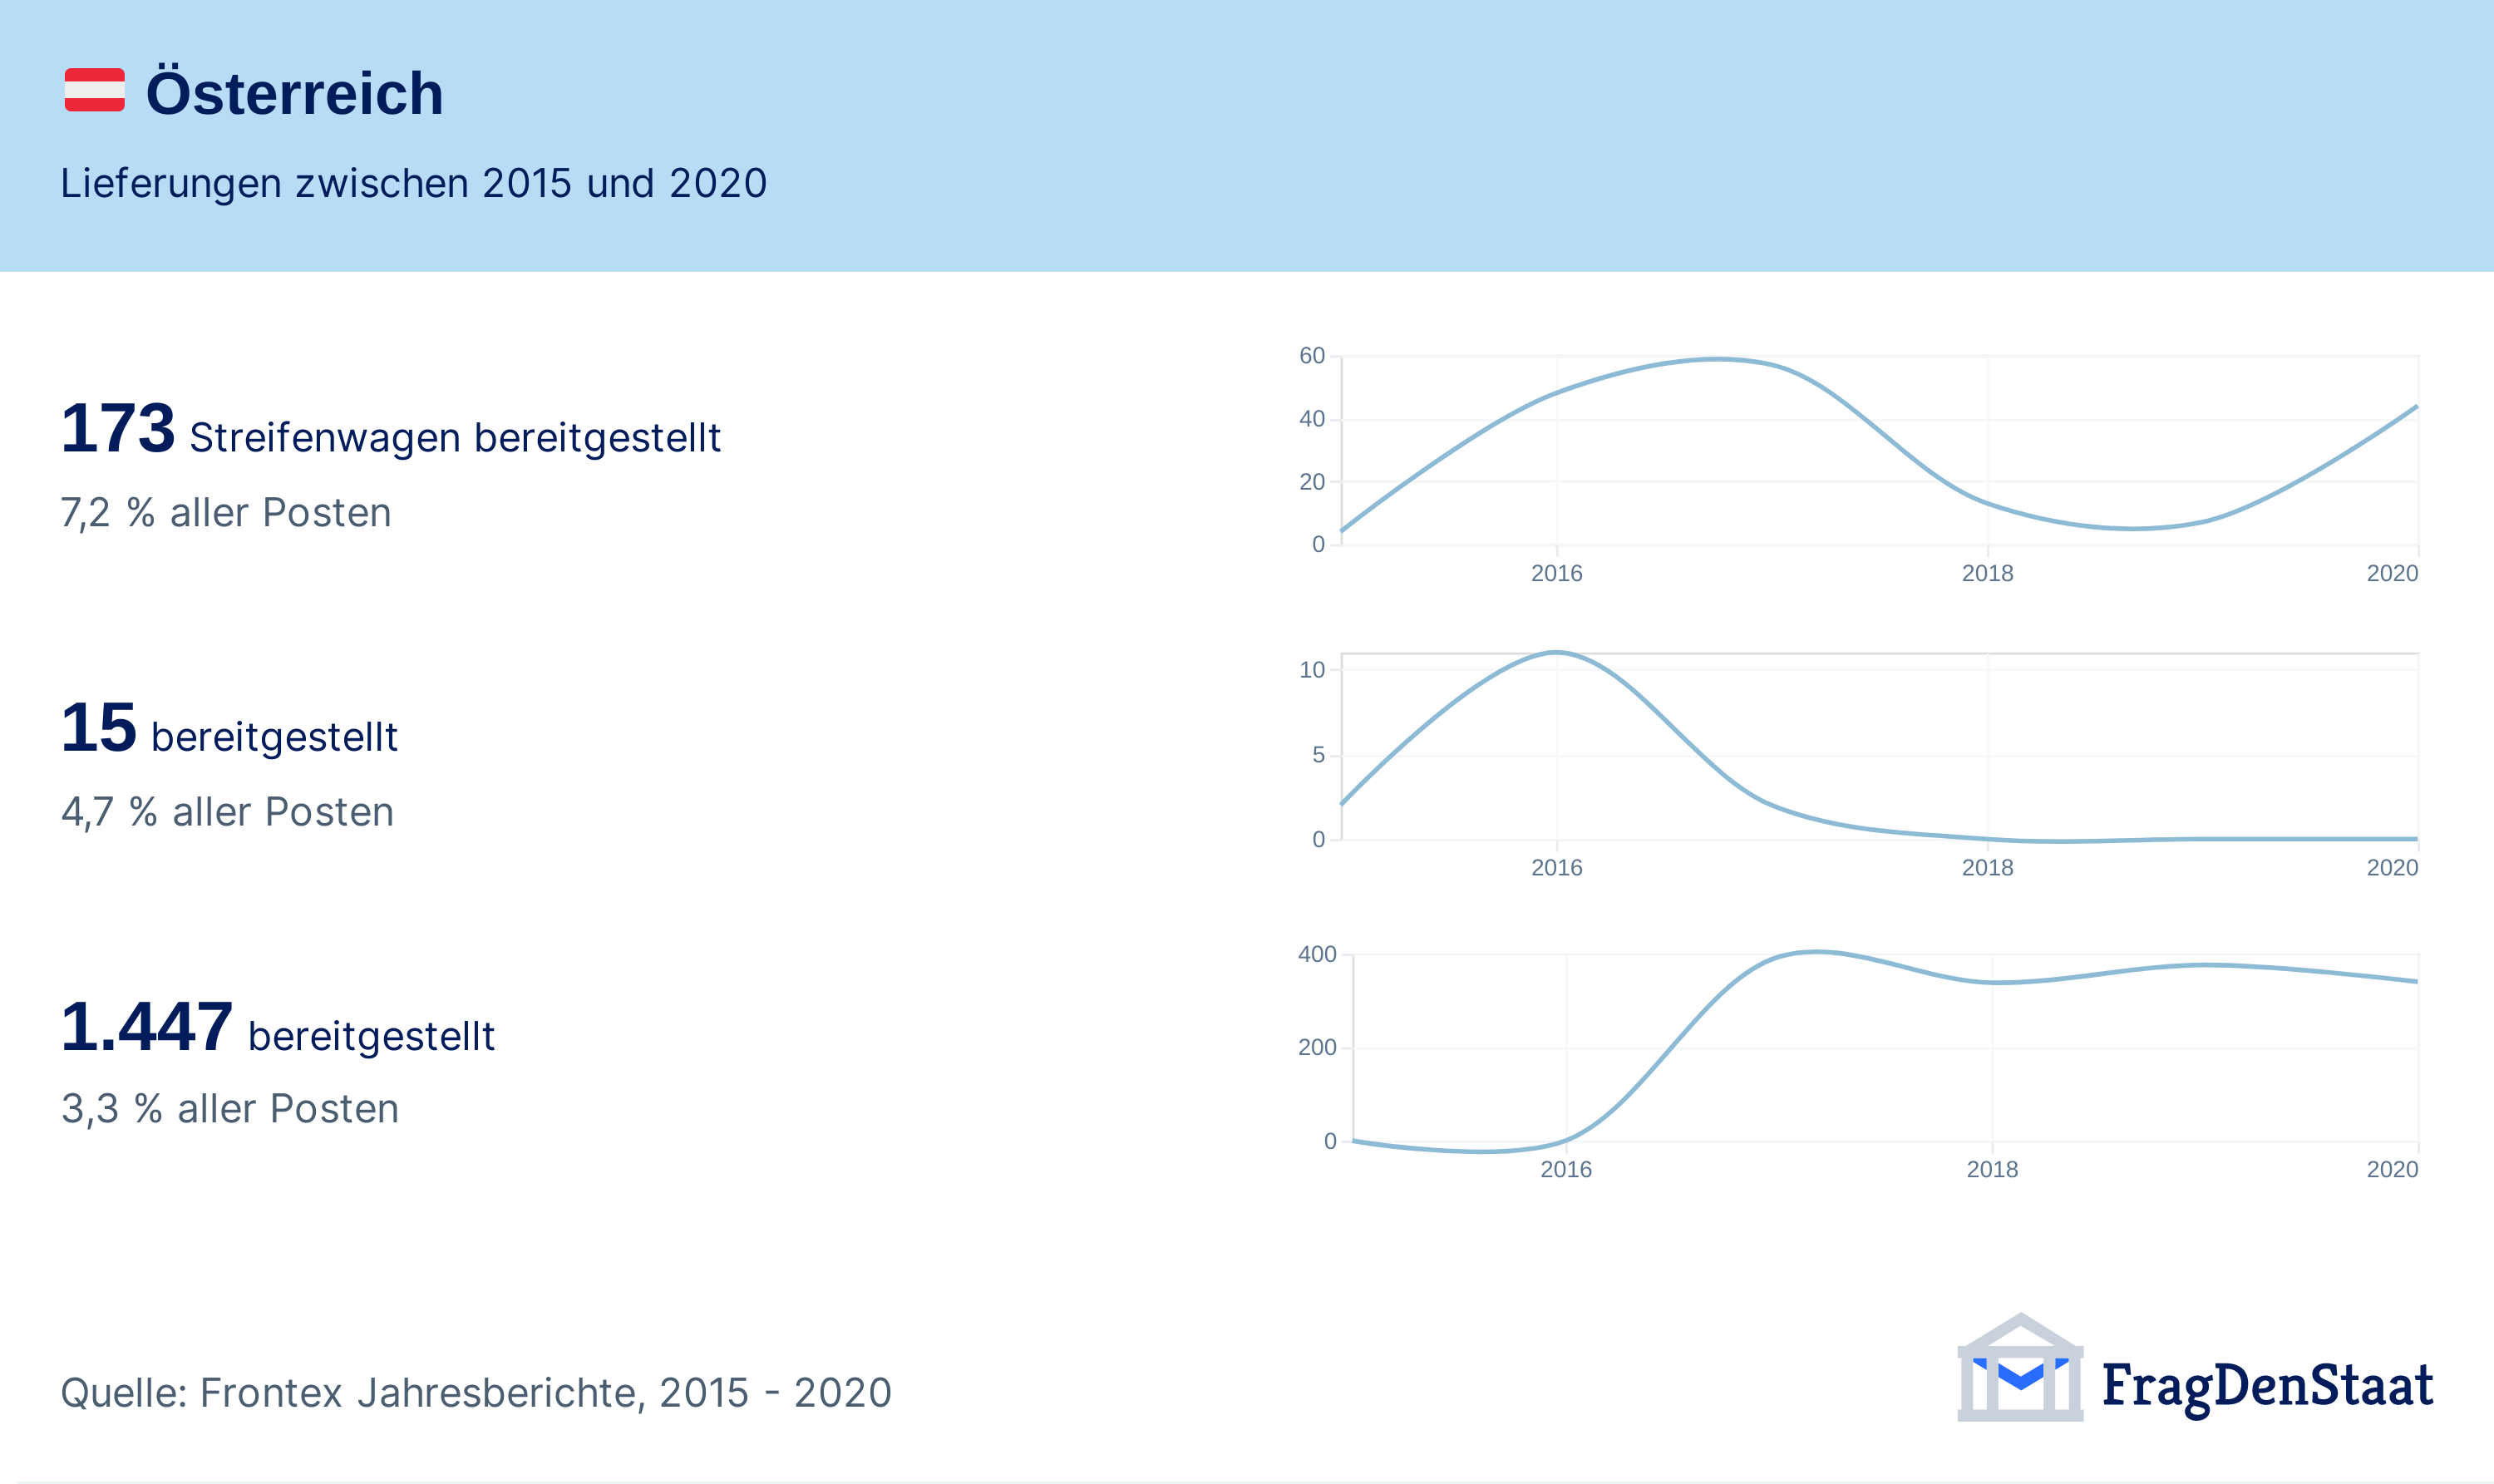 Österreich
Lieferungen zwischen 2015 und 2020
173 Streifenwagen bereitgestellt
7,2 % aller Posten
60
40
20
0
2016
2018
2020
15 bereitgestellt
4,7 % aller Posten
10
5
0
2016
2018
2020
1.447 bereitgestellt
3,3 % aller Posten
400
200
0
2016
2018
2020
Quelle: Frontex Jahresberichte, 2015 - 2020
FragDenStaat